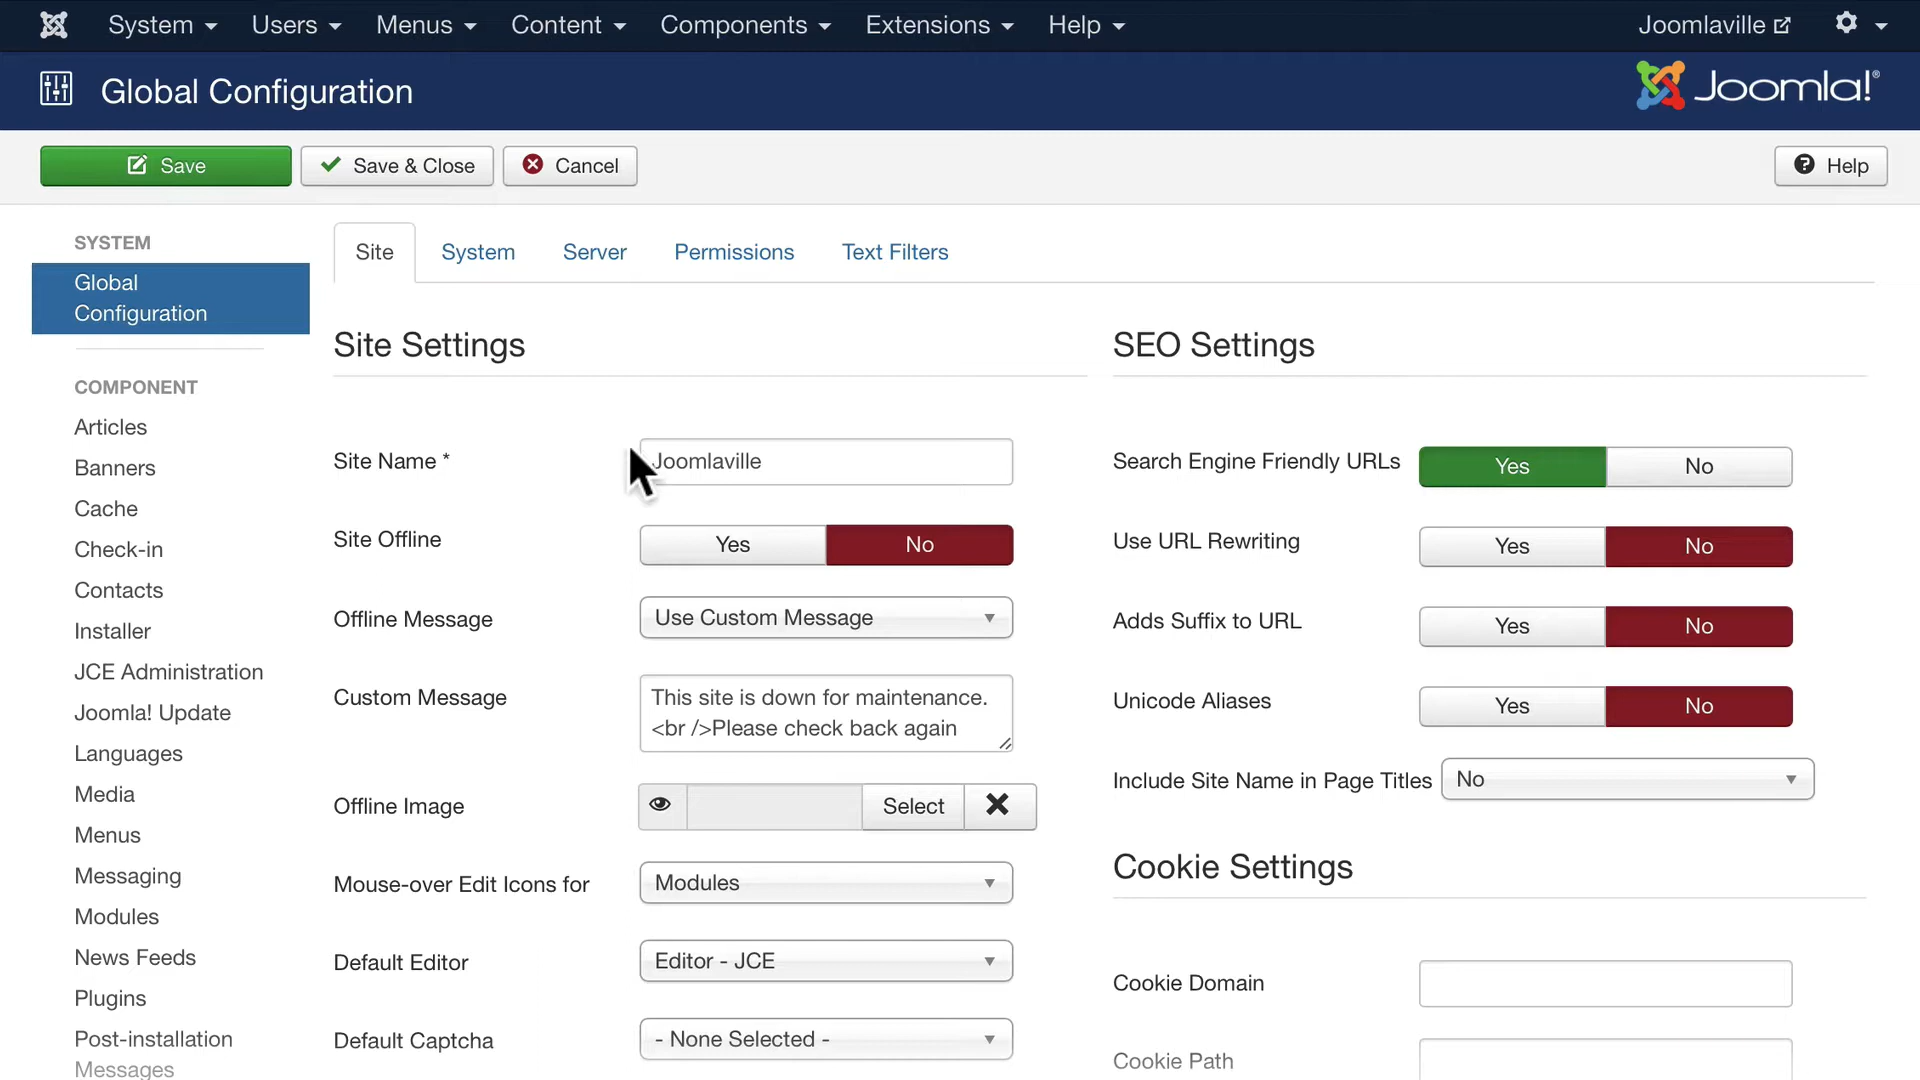 System Users Menus Content Components Extensions Help Joomlaville
Global Configuration Joomla!®
Save Save & Close Cancel Help
SYSTEM
Global
Configuration
COMPONENT
Articles
Banners
Cache
Check-in
Contacts
Installer
JCE Administration
Joomla! Update
Languages
Media
Menus
Messaging
Modules
News Feeds
Plugins
Post-installation
Messages
Site System Server Permissions Text Filters
Site Settings
Site Name * Joomlaville
Site Offline Yes No
Offline Message Use Custom Message
Custom Message This site is down for maintenance.
<br />Please check back again
Offline Image Select
Mouse-over Edit Icons for Modules
Default Editor Editor - JCE
Default Captcha - None Selected -
SEO Settings
Search Engine Friendly URLs Yes No
Use URL Rewriting Yes No
Adds Suffix to URL Yes No
Unicode Aliases Yes No
Include Site Name in Page Titles No
Cookie Settings
Cookie Domain
Cookie Path